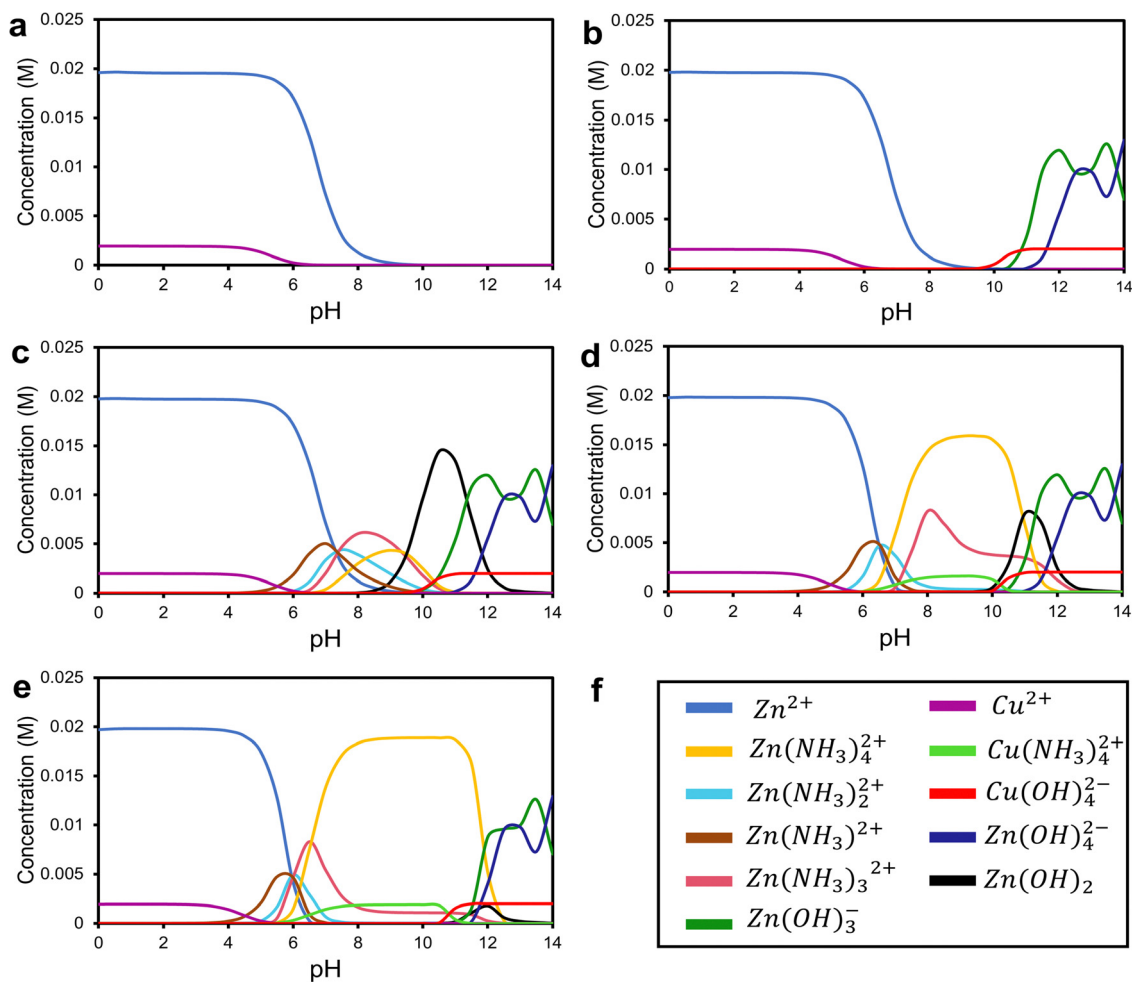 a
0.025
0.02
0.015
0.01
0.005
0
Concentration (M)
0 2 4 6 8 10 12 14
pH
b
0.025
0.02
0.015
0.01
0.005
0
Concentration (M)
0 2 4 6 8 10 12 14
pH
c
0.025
0.02
0.015
0.01
0.005
0
Concentration (M)
0 2 4 6 8 10 12 14
pH
d
0.025
0.02
0.015
0.01
0.005
0
Concentration (M)
0 2 4 6 8 10 12 14
pH
e
0.025
0.02
0.015
0.01
0.005
0
Concentration (M)
0 2 4 6 8 10 12 14
pH
f
Zn²⁺
Zn(NH₃)₄²⁺
Zn(NH₃)₂²⁺
Zn(NH₃)²⁺
Zn(NH₃)₃²⁺
Zn(OH)₃⁻
Cu²⁺
Cu(NH₃)₄²⁺
Cu(OH)₄²⁻
Zn(OH)₄²⁻
Zn(OH)₂